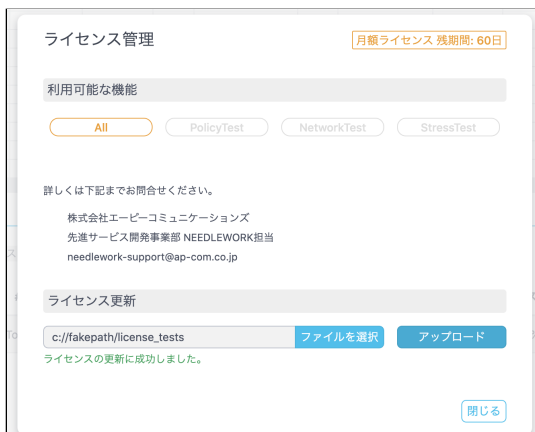 ライセンス管理
月額ライセンス 残期間: 60日
利用可能な機能
All
PolicyTest
NetworkTest
StressTest
詳しくは下記までお問合せください。
株式会社エーピーコミュニケーションズ
先進サービス開発事業部 NEEDLEWORK担当
needlework-support@ap-com.co.jp
ライセンス更新
c://fakepath/license_tests
ファイルを選択
アップロード
ライセンスの更新に成功しました。
閉じる